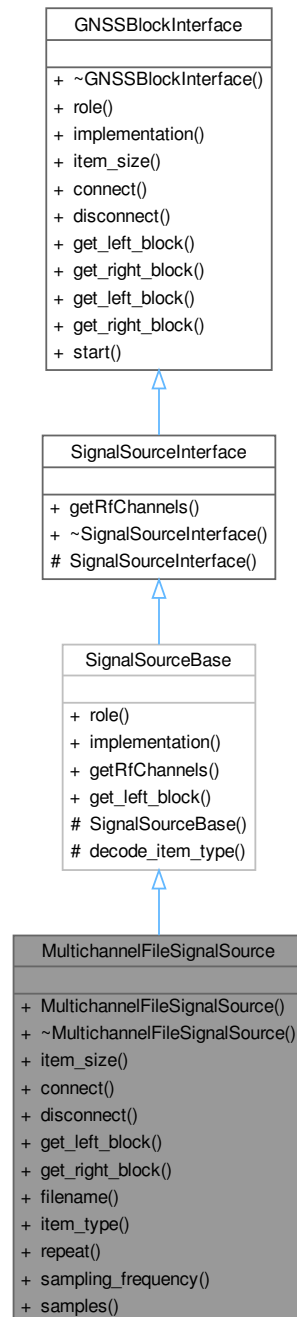 GNSSBlockInterface
+ ~GNSSBlockInterface()
+ role()
+ implementation()
+ item_size()
+ connect()
+ disconnect()
+ get_left_block()
+ get_right_block()
+ get_left_block()
+ get_right_block()
+ start()
SignalSourceInterface
+ getRfChannels()
+ ~SignalSourceInterface()
# SignalSourceInterface()
SignalSourceBase
+ role()
+ implementation()
+ getRfChannels()
+ get_left_block()
# SignalSourceBase()
# decode_item_type()
MultichannelFileSignalSource
+ MultichannelFileSignalSource()
+ ~MultichannelFileSignalSource()
+ item_size()
+ connect()
+ disconnect()
+ get_left_block()
+ get_right_block()
+ filename()
+ item_type()
+ repeat()
+ sampling_frequency()
+ samples()